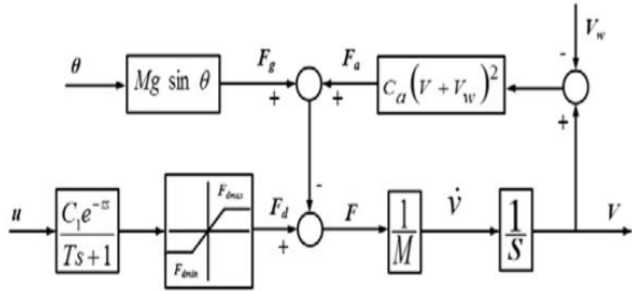 V_w
-
θ
Mg sin θ
F_g
+
F_a
+
C_a(V + V_w)^2
+
-
u
C_1e^{-τs}
Ts+1
F_dmax
F_dmin
F_d
+
F
1
M
v̇
1
S
V